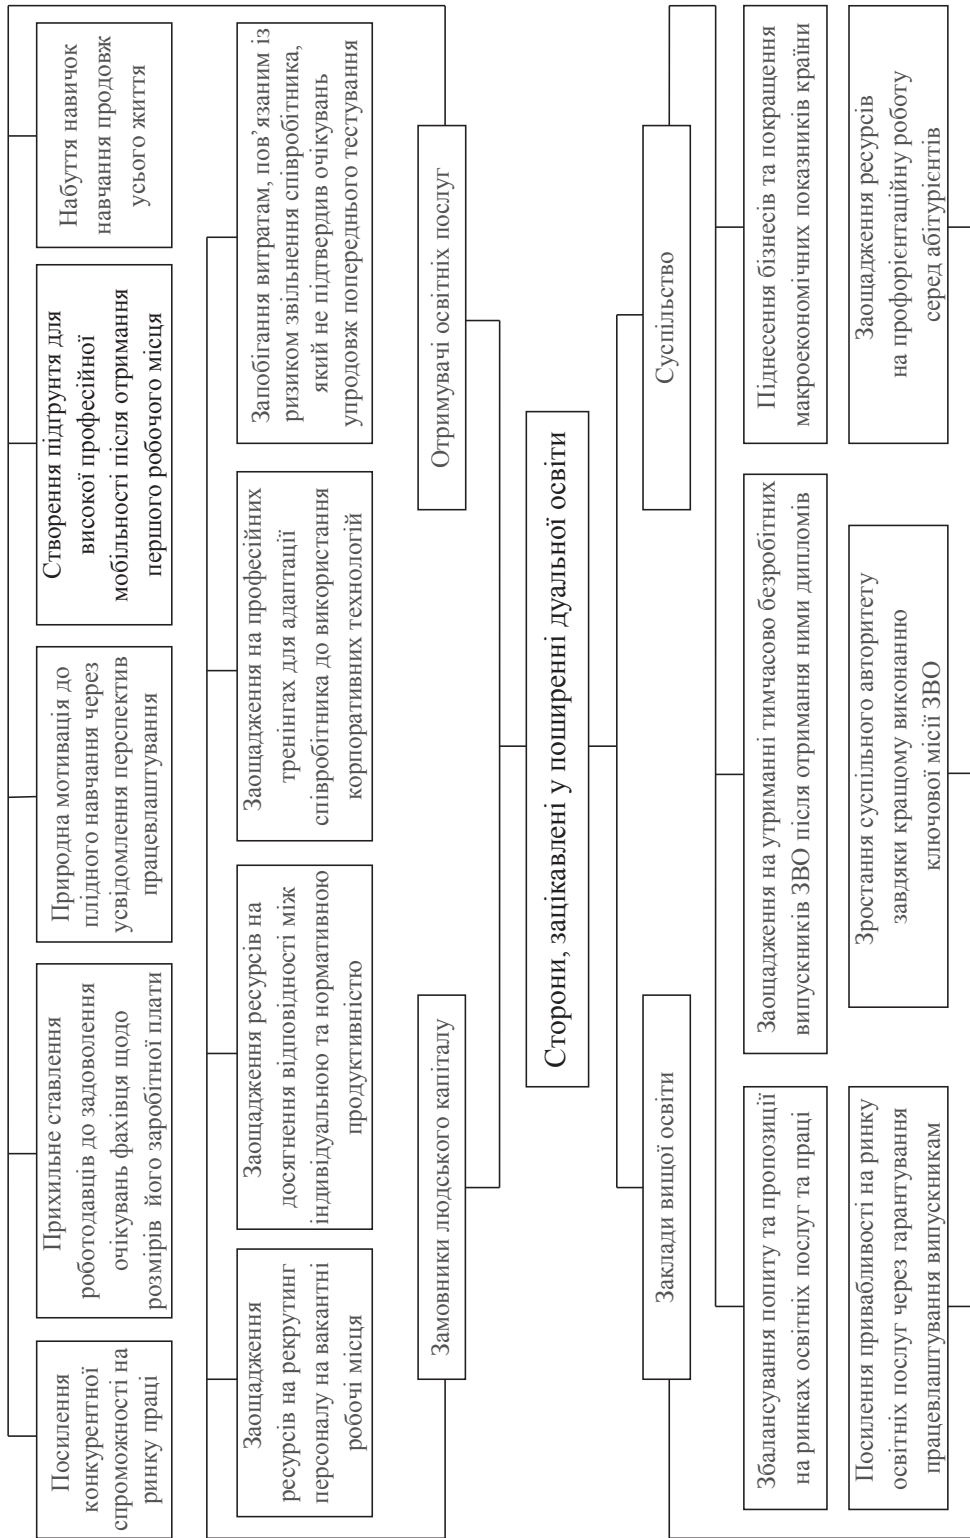 Посилення
конкурентної
спроможності на
ринку праці
Прихильне ставлення
роботодавців до задоволення
очікувань фахівця щодо
розмірів його заробітної плати
Природна мотивація до
плідного навчання через
усвідомлення перспектив
працевлаштування
Створення підґрунтя для
високої професійної
мобільності після отримання
першого робочого місця
Набуття навичок
навчання продовж
усього життя
Заощадження
ресурсів на рекрутинг
персоналу на вакантні
робочі місця
Заощадження ресурсів на
досягнення відповідності між
індивідуальною та нормативною
продуктивністю
Заощадження на професійних
тренінгах для адаптації
співробітника до використання
корпоративних технологій
Запобігання витратам, пов’язаним із
ризиком звільнення співробітника,
який не підтвердив очікувань
упродовж попереднього тестування
Замовники людського капіталу
Отримувачі освітніх послуг
Сторони, зацікавлені у поширенні дуальної освіти
Заклади вищої освіти
Суспільство
Збалансування попиту та пропозиції
на ринках освітніх послуг та праці
Заощадження на утриманні тимчасово безробітних
випускників ЗВО після отримання ними дипломів
Піднесення бізнесів та покращення
макроекономічних показників країни
Посилення привабливості на ринку
освітніх послуг через гарантування
працевлаштування випускникам
Зростання суспільного авторитету
завдяки кращому виконанню
ключової місії ЗВО
Заощадження ресурсів
на профорієнтаційну роботу
серед абітурієнтів